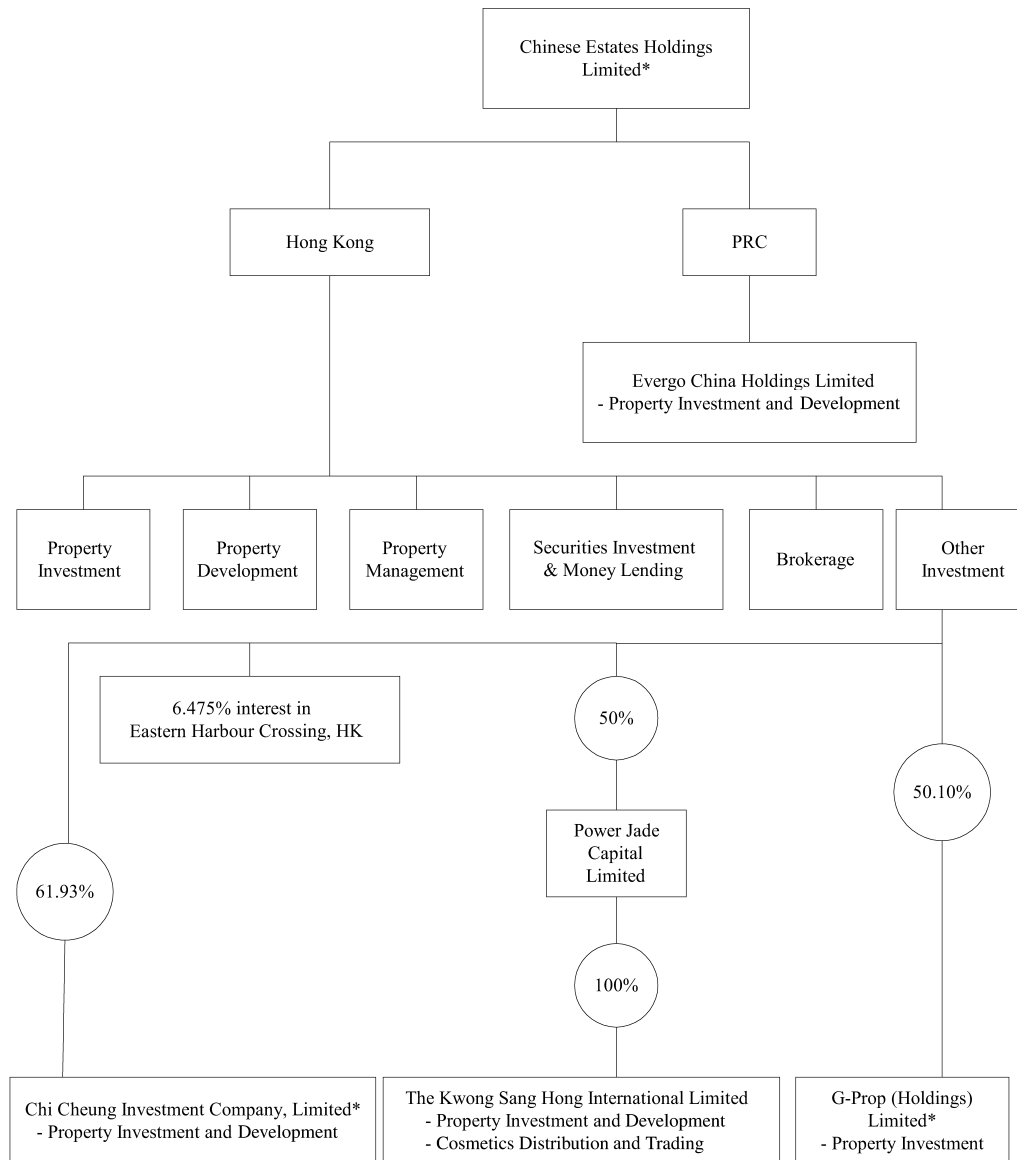 Chinese Estates Holdings
Limited*
Hong Kong
PRC
Evergo China Holdings Limited
- Property Investment and Development
Property
Investment
Property
Development
Property
Management
Securities Investment
& Money Lending
Brokerage
Other
Investment
6.475% interest in
Eastern Harbour Crossing, HK
50%
50.10%
Power Jade
Capital
Limited
61.93%
100%
Chi Cheung Investment Company, Limited*
- Property Investment and Development
The Kwong Sang Hong International Limited
- Property Investment and Development
- Cosmetics Distribution and Trading
G-Prop (Holdings)
Limited*
- Property Investment